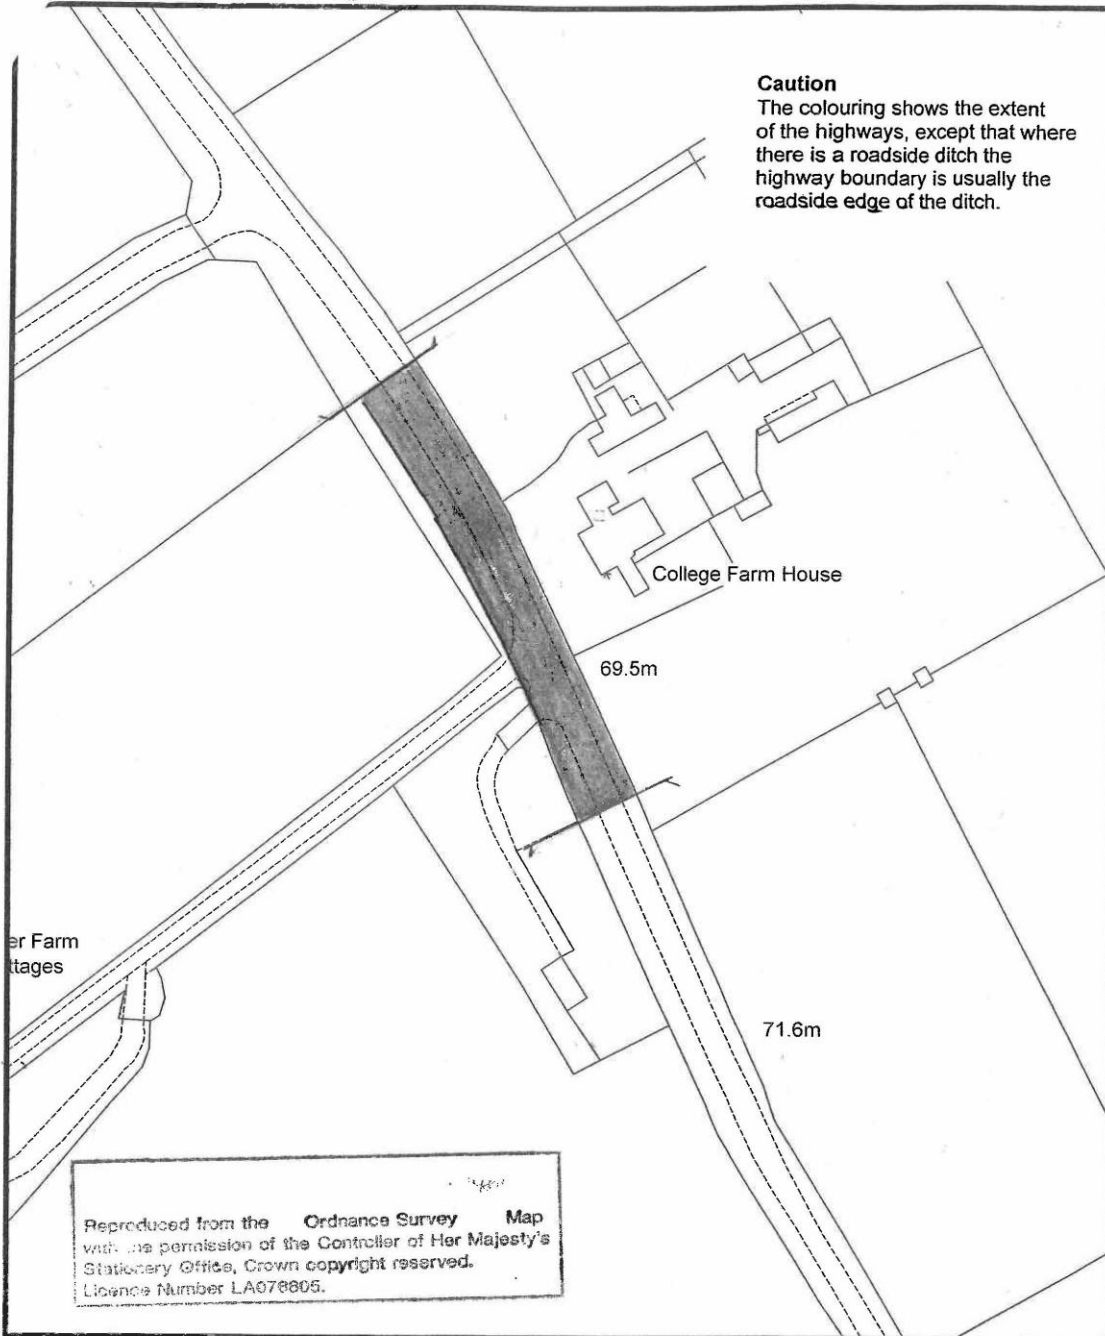 Caution
The colouring shows the extent
of the highways, except that where
there is a roadside ditch the
highway boundary is usually the
roadside edge of the ditch.
College Farm House
69.5m
er Farm
ttages
71.6m
Reproduced from the Ordnance Survey Map
with the permission of the Controller of Her Majesty's
Stationery Office, Crown copyright reserved.
Licence Number LA078805.